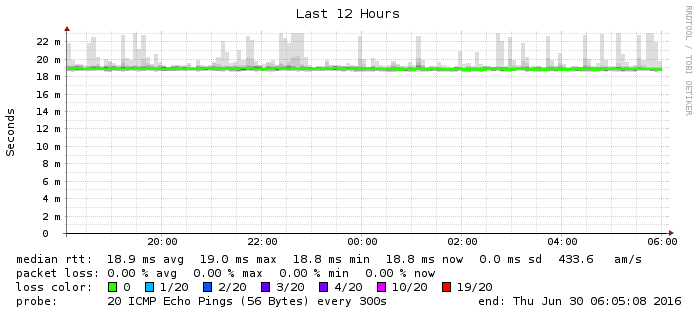 Last 12 Hours
RRDTOOL / TOBI OETIKER
Seconds
22 m
20 m
18 m
16 m
14 m
12 m
10 m
8 m
6 m
4 m
2 m
0
20:00 22:00 00:00 02:00 04:00 06:00
median rtt: 18.9 ms avg 19.0 ms max 18.8 ms min 18.8 ms now 0.0 ms sd 433.6 am/s
packet loss: 0.00 % avg 0.00 % max 0.00 % min 0.00 % now
loss color: 0 1/20 2/20 3/20 4/20 10/20 19/20
probe: 20 ICMP Echo Pings (56 Bytes) every 300s end: Thu Jun 30 06:05:08 2016